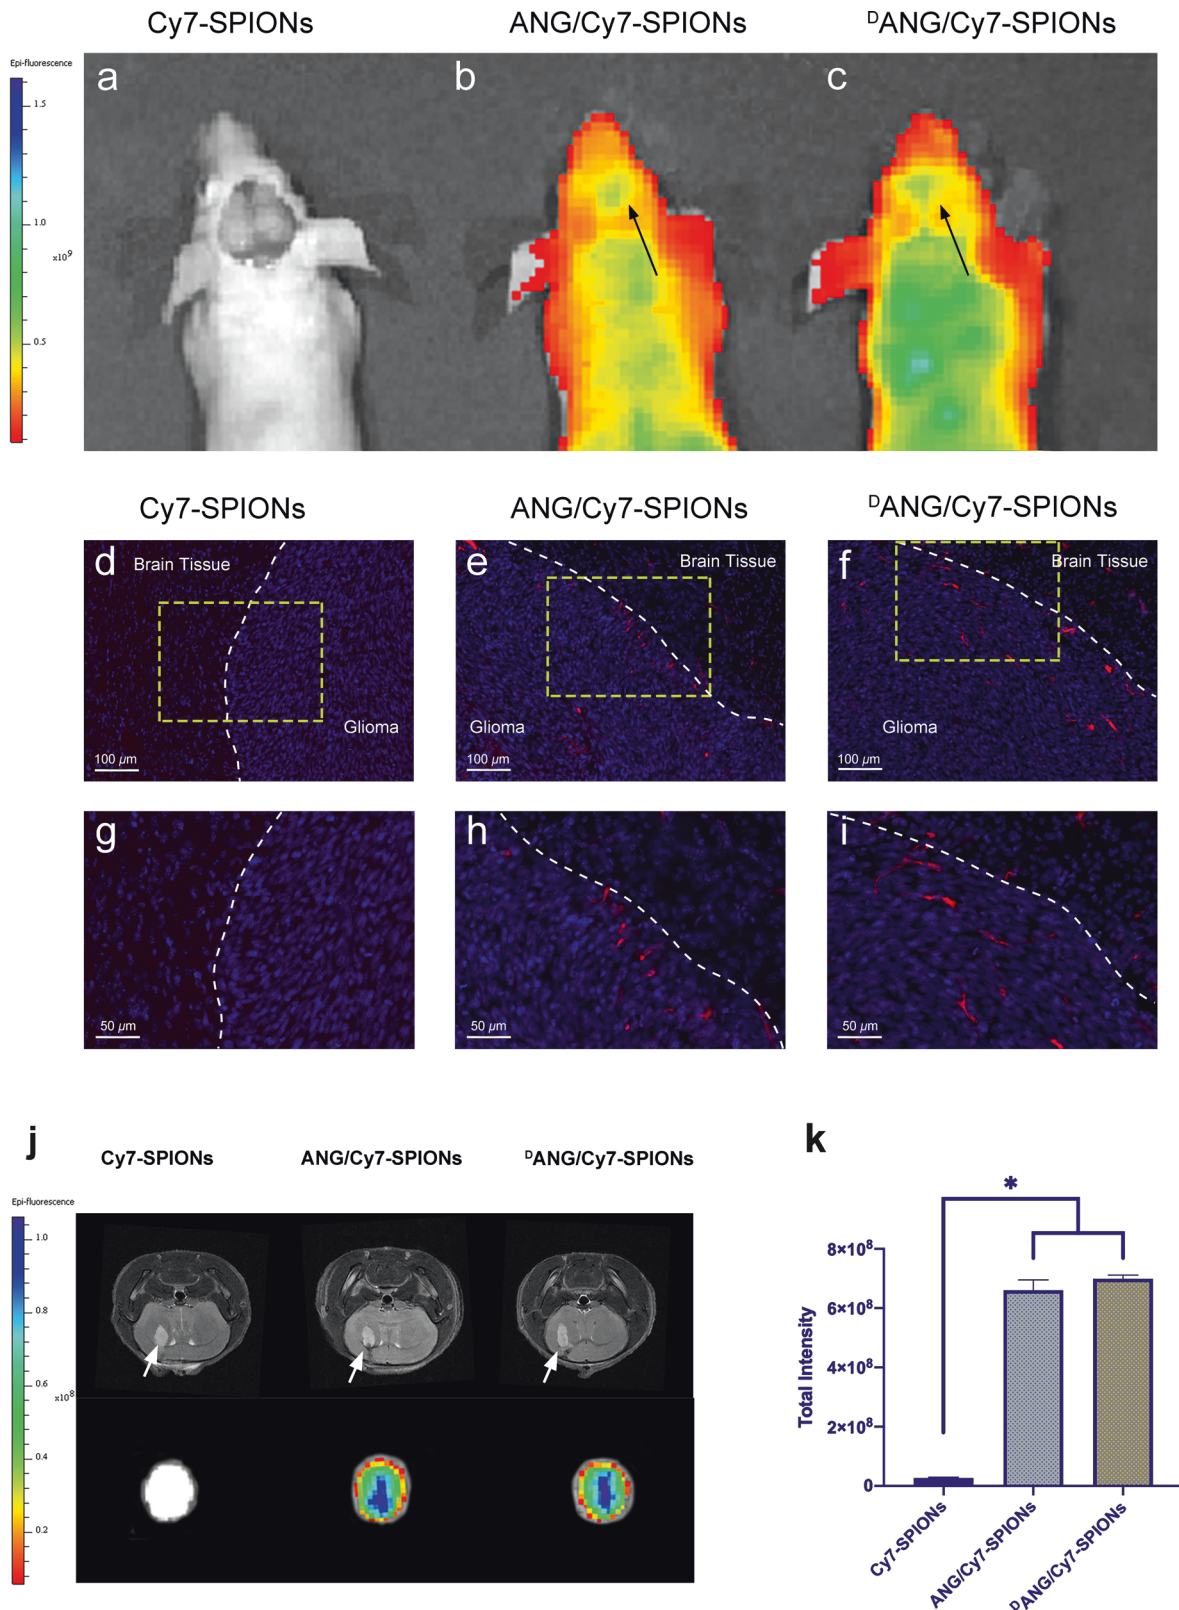 Cy7-SPIONs ANG/Cy7-SPIONs ᴰANG/Cy7-SPIONs
Epi-fluorescence
a b c
1.5
1.0
x10⁹
0.5
Cy7-SPIONs ANG/Cy7-SPIONs ᴰANG/Cy7-SPIONs
d Brain Tissue
Glioma
100 µm
e Brain Tissue
Glioma
100 µm
f Brain Tissue
Glioma
100 µm
g
50 µm
h
50 µm
i
50 µm
j
Cy7-SPIONs ANG/Cy7-SPIONs ᴰANG/Cy7-SPIONs
Epi-fluorescence
1.0
0.8
0.6
x10⁸
0.4
0.2
k
*
Total Intensity
8×10⁸
6×10⁸
4×10⁸
2×10⁸
0
Cy7-SPIONs
ANG/Cy7-SPIONs
ᴰANG/Cy7-SPIONs